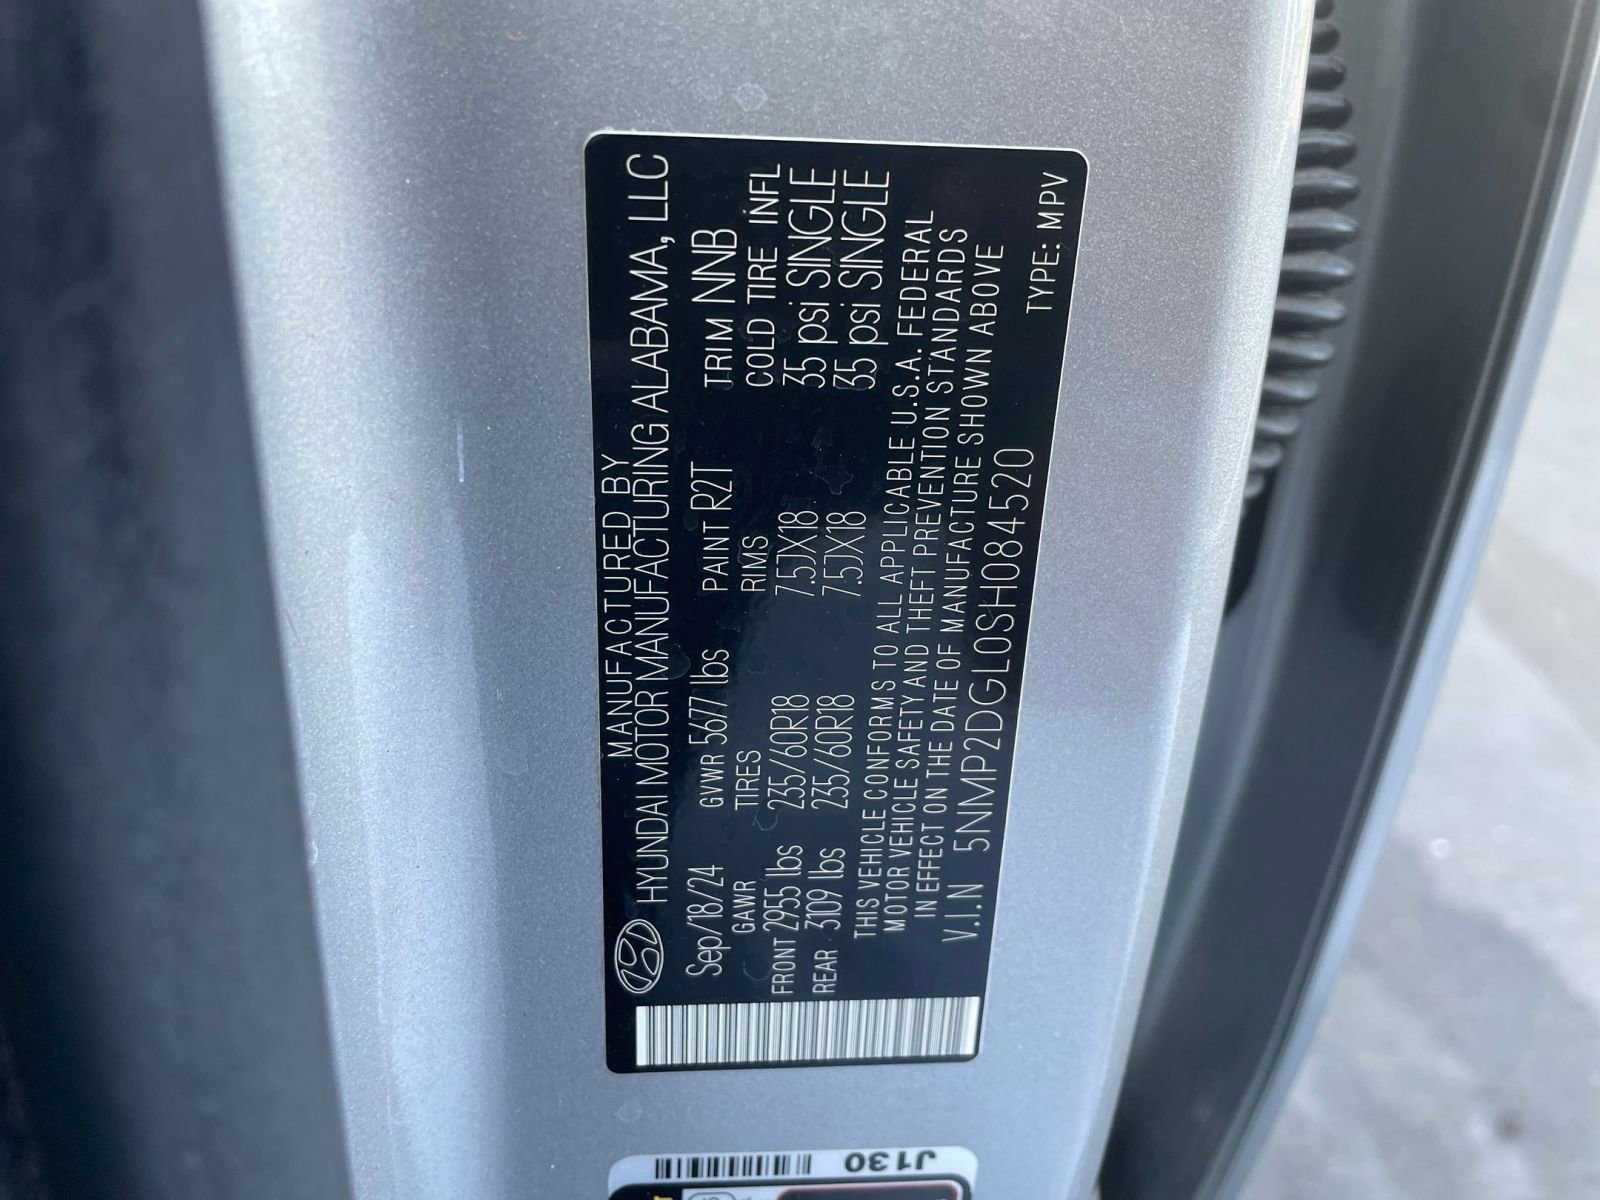 MANUFACTURED BY
HYUNDAI MOTOR MANUFACTURING ALABAMA, LLC
Sep/18/24 GVWR 5677 lbs PAINT R2T TRIM NNB
GAWR TIRES RIMS COLD TIRE INFL
FRONT 2955 lbs 235/60R18 7.5JX18 35 psi SINGLE
REAR 3109 lbs 235/60R18 7.5JX18 35 psi SINGLE
THIS VEHICLE CONFORMS TO ALL APPLICABLE U.S.A. FEDERAL
MOTOR VEHICLE SAFETY AND THEFT PREVENTION STANDARDS
IN EFFECT ON THE DATE OF MANUFACTURE SHOWN ABOVE
V.I.N 5NMP2DGL0SH084520
TYPE: MPV
J130